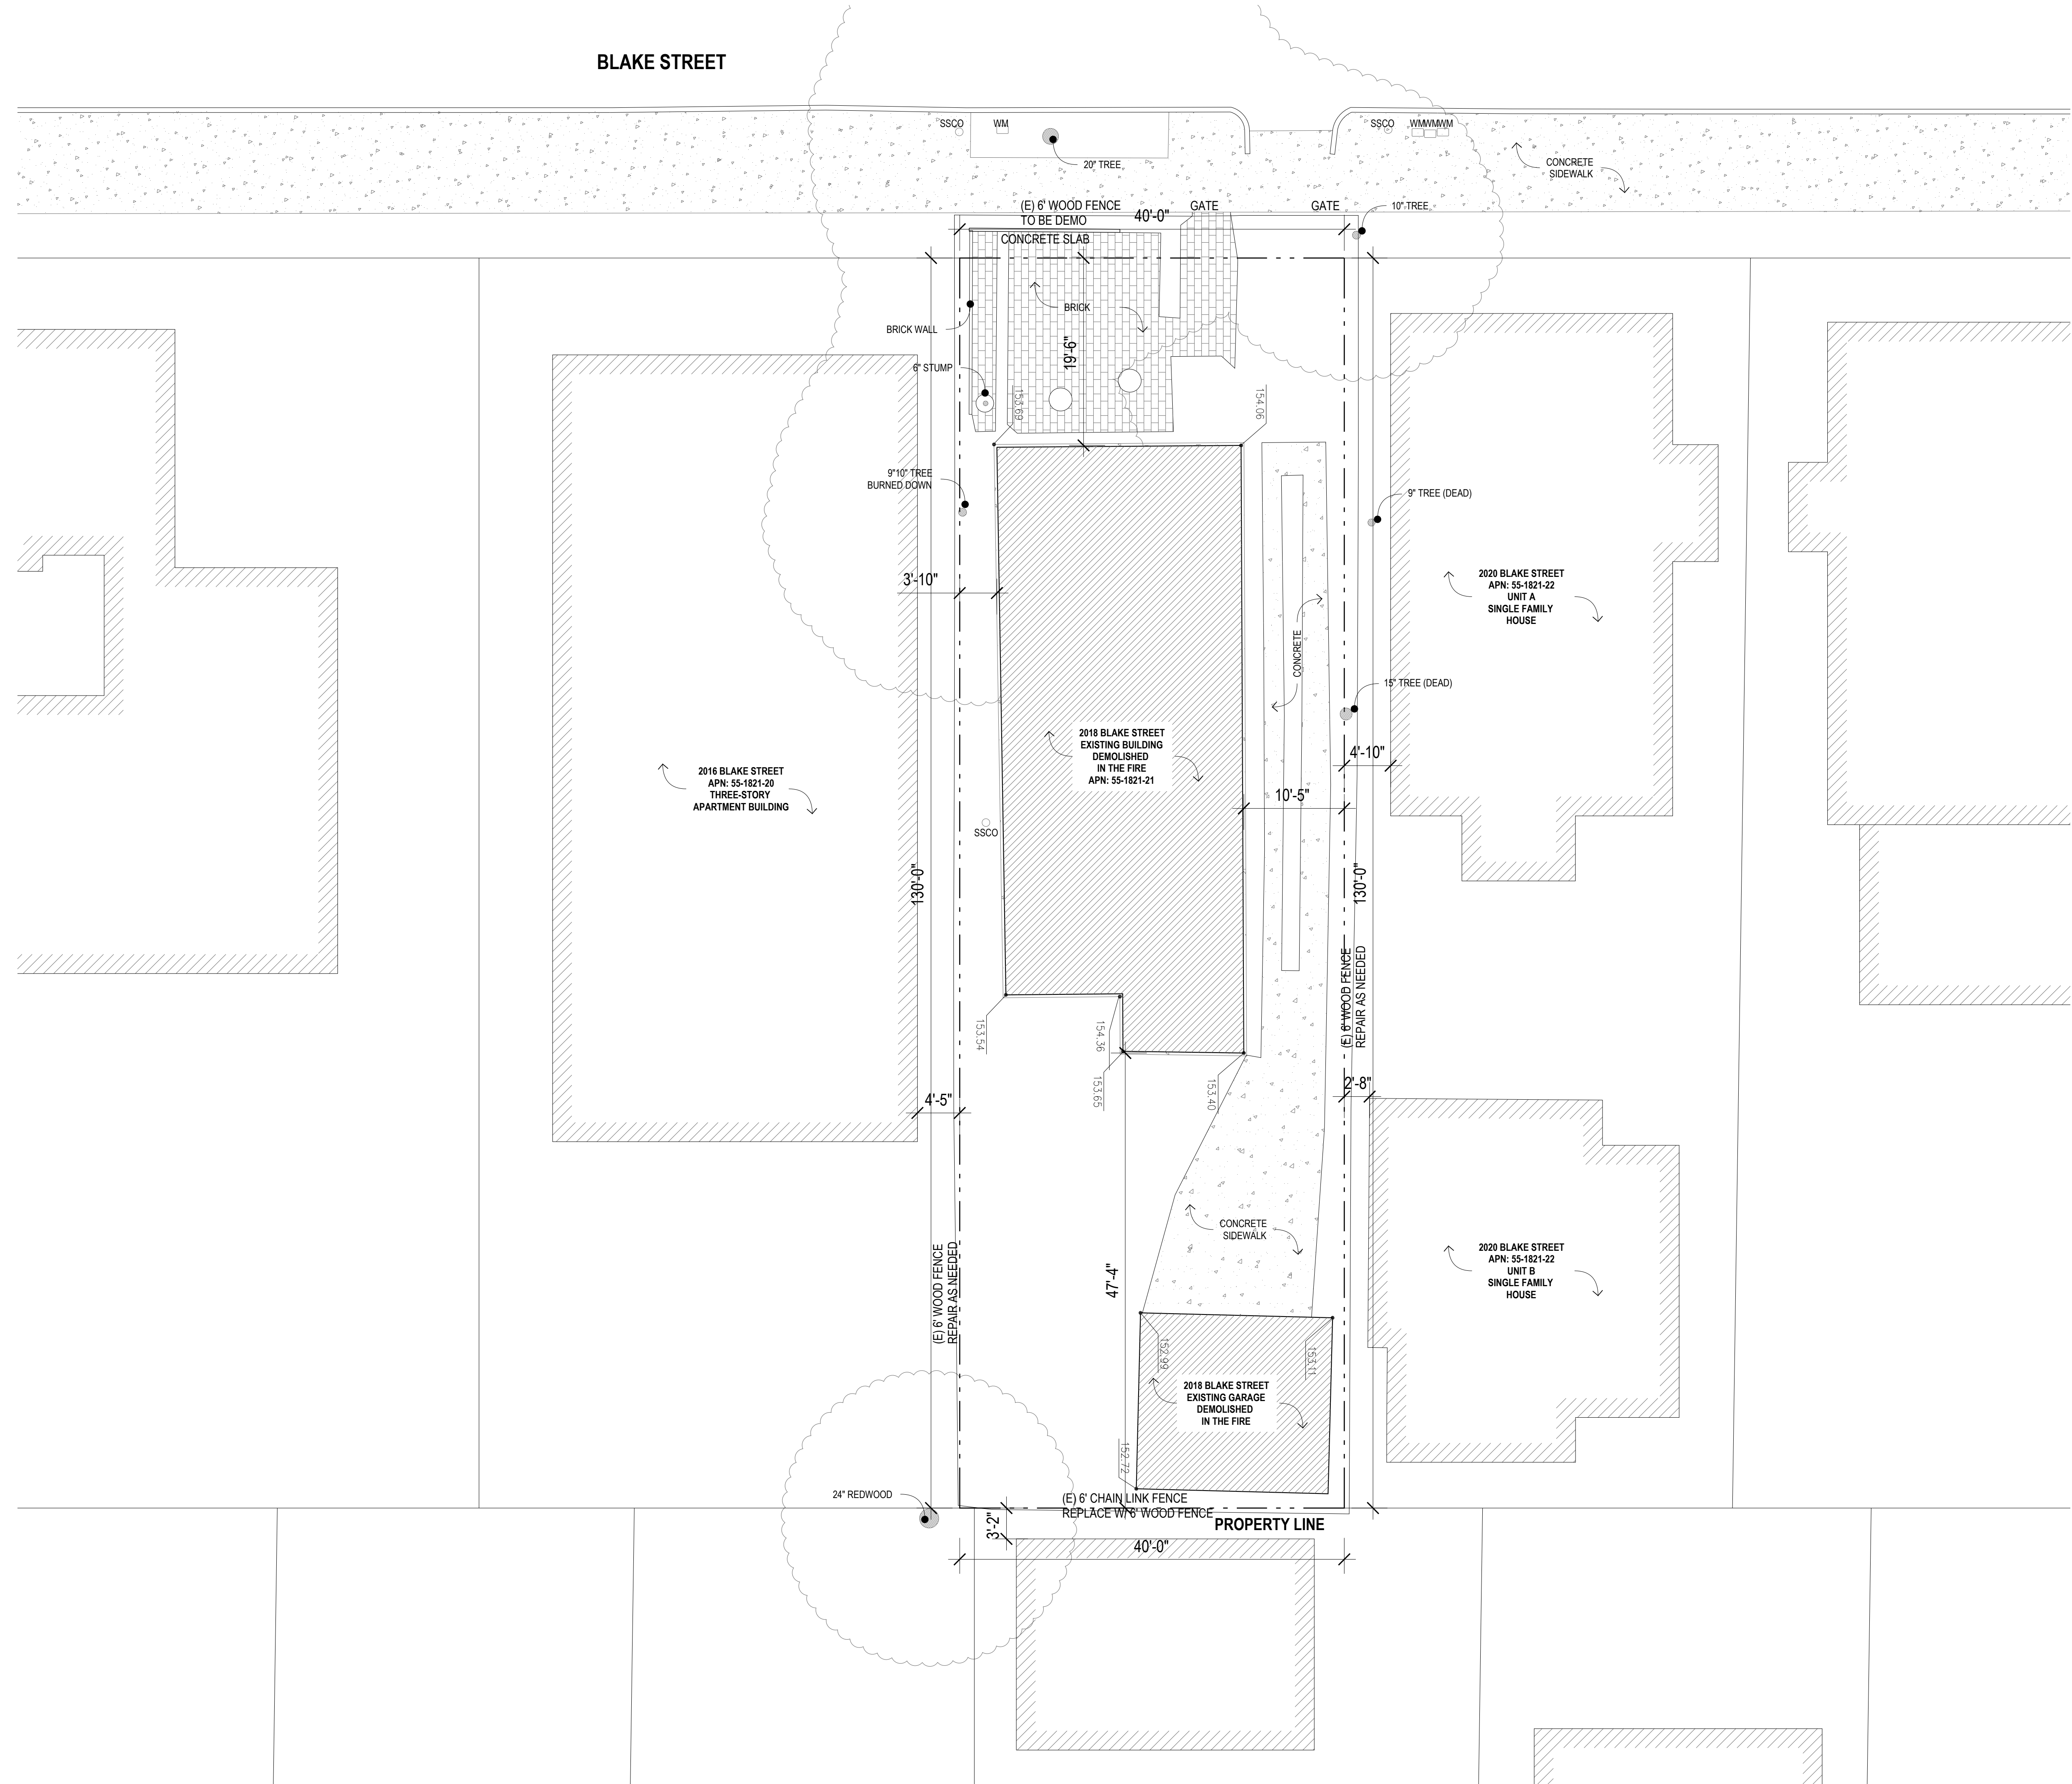 BLAKE STREET
SSCO
WM
20" TREE
SSCO
WMWMWM
CONCRETE
SIDEWALK
(E) 6' WOOD FENCE
TO BE DEMO
40'-0"
GATE
GATE
10" TREE
CONCRETE SLAB
BRICK
BRICK WALL
19'-6"
6" STUMP
153.69
154.06
9"10" TREE
BURNED DOWN
9" TREE (DEAD)
3'-10"
2020 BLAKE STREET
APN: 55-1821-22
UNIT A
SINGLE FAMILY
HOUSE
CONCRETE
15" TREE (DEAD)
2018 BLAKE STREET
EXISTING BUILDING
DEMOLISHED
IN THE FIRE
APN: 55-1821-21
4'-10"
2016 BLAKE STREET
APN: 55-1821-20
THREE-STORY
APARTMENT BUILDING
10'-5"
SSCO
130'-0"
130'-0"
(E) 6' WOOD FENCE
REPAIR AS NEEDED
153.54
154.36
153.65
153.40
2'-8"
4'-5"
CONCRETE
SIDEWALK
(E) 6' WOOD FENCE
REPAIR AS NEEDED
47'-4"
2020 BLAKE STREET
APN: 55-1821-22
UNIT B
SINGLE FAMILY
HOUSE
152.99
153.11
2018 BLAKE STREET
EXISTING GARAGE
DEMOLISHED
IN THE FIRE
152.72
24" REDWOOD
(E) 6' CHAIN LINK FENCE
REPLACE W/ 6' WOOD FENCE
PROPERTY LINE
3'-2"
40'-0"